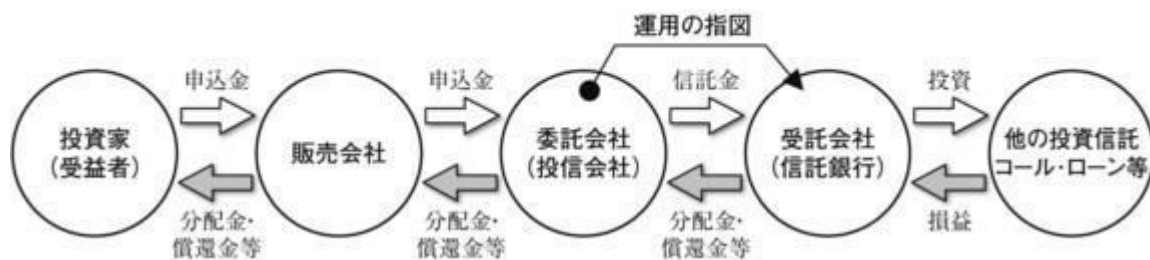 運用の指図
申込金
申込金
信託金
投資
投資家
(受益者)
販売会社
委託会社
(投信会社)
受託会社
(信託銀行)
他の投資信託
コール・ローン等
分配金・
償還金等
分配金・
償還金等
分配金・
償還金等
損益